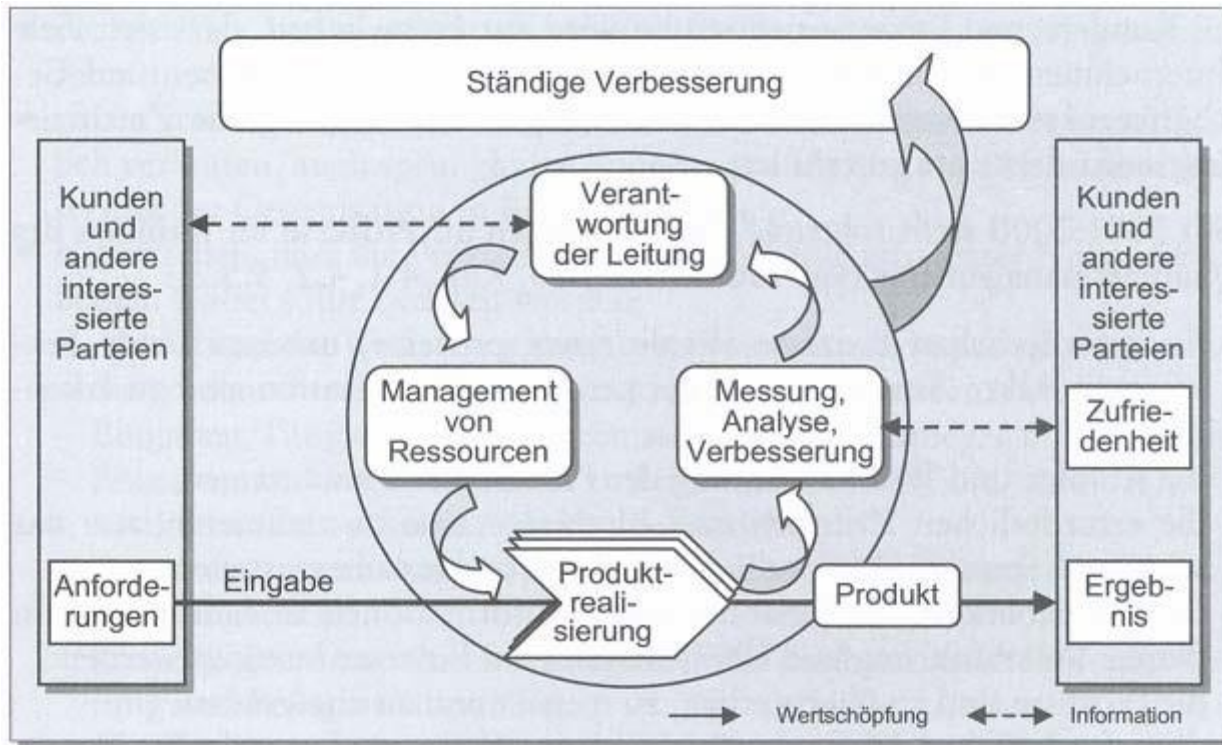 Ständige Verbesserung
Kunden
und
andere
interes-
sierte
Parteien
Anforde-
rungen
Eingabe
Verant-
wortung
der Leitung
Management
von
Ressourcen
Messung,
Analyse,
Verbesserung
Produkt-
reali-
sierung
Produkt
Kunden
und
andere
interes-
sierte
Parteien
Zufrie-
denheit
Ergeb-
nis
Wertschöpfung
Information